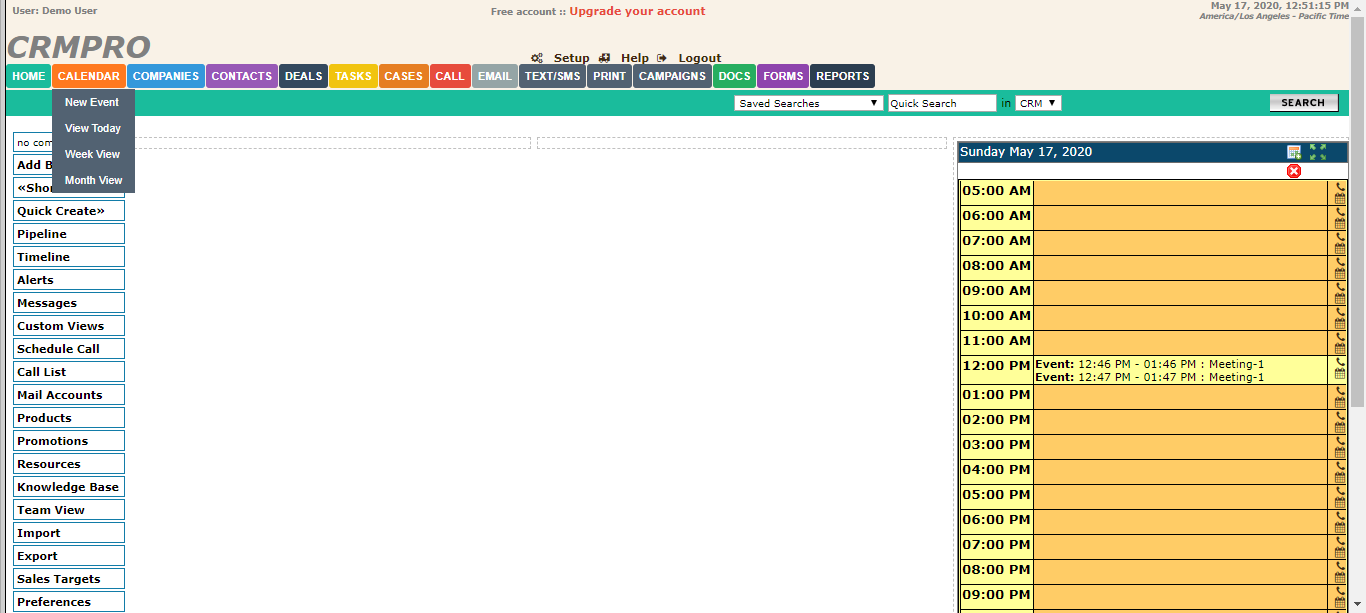 User: Demo User
Free account :: Upgrade your account
May 17, 2020, 12:51:15 PM
America/Los Angeles - Pacific Time
CRMPRO
Setup Help Logout
HOME CALENDAR COMPANIES CONTACTS DEALS TASKS CASES CALL EMAIL TEXT/SMS PRINT CAMPAIGNS DOCS FORMS REPORTS
New Event
View Today
Week View
Month View
Saved Searches Quick Search in CRM SEARCH
no com
Add B
«Sho
Quick Create»
Pipeline
Timeline
Alerts
Messages
Custom Views
Schedule Call
Call List
Mail Accounts
Products
Promotions
Resources
Knowledge Base
Team View
Import
Export
Sales Targets
Preferences
Sunday May 17, 2020
05:00 AM
06:00 AM
07:00 AM
08:00 AM
09:00 AM
10:00 AM
11:00 AM
12:00 PM Event: 12:46 PM - 01:46 PM : Meeting-1
Event: 12:47 PM - 01:47 PM : Meeting-1
01:00 PM
02:00 PM
03:00 PM
04:00 PM
05:00 PM
06:00 PM
07:00 PM
08:00 PM
09:00 PM